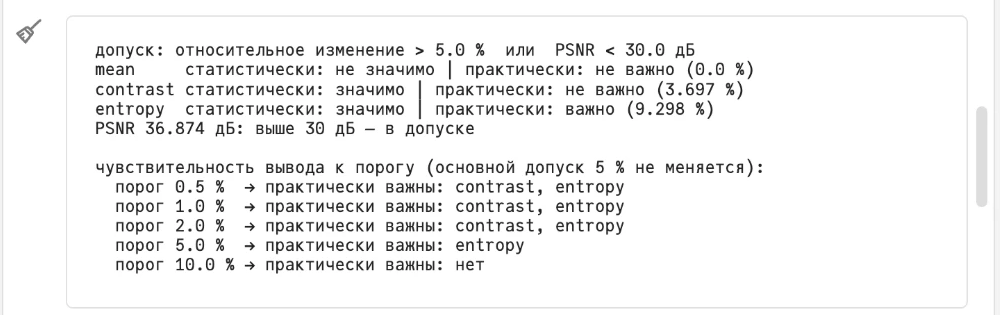 допуск: относительное изменение > 5.0 %  или  PSNR < 30.0 дБ
mean     статистически: не значимо | практически: не важно (0.0 %)
contrast статистически: значимо | практически: не важно (3.697 %)
entropy  статистически: значимо | практически: важно (9.298 %)
PSNR 36.874 дБ: выше 30 дБ — в допуске

чувствительность вывода к порогу (основной допуск 5 % не меняется):
  порог 0.5 %  → практически важны: contrast, entropy
  порог 1.0 %  → практически важны: contrast, entropy
  порог 2.0 %  → практически важны: contrast, entropy
  порог 5.0 %  → практически важны: entropy
  порог 10.0 % → практически важны: нет